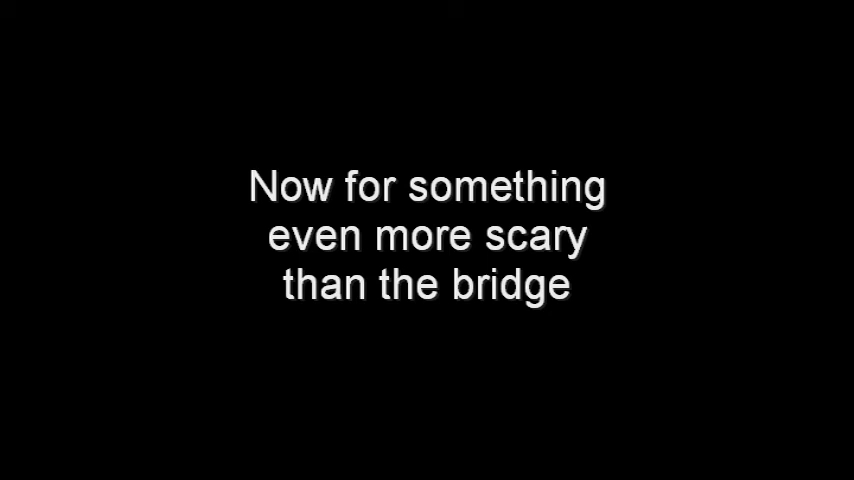 Now for something
even more scary
than the bridge